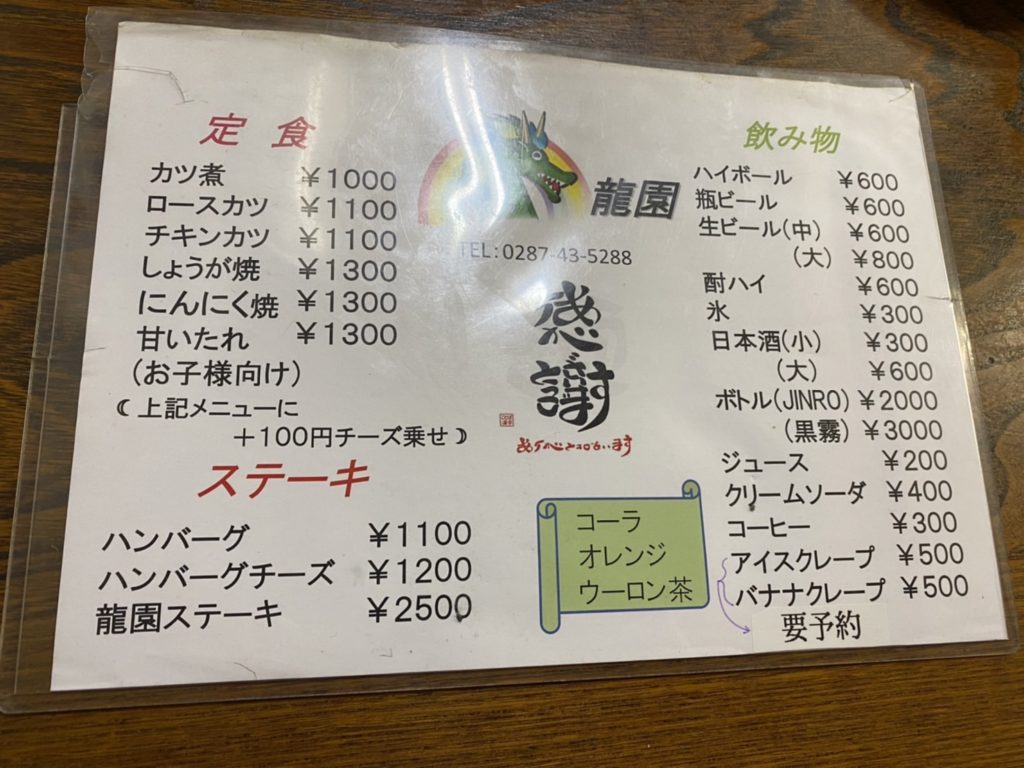 定食
カツ煮 ￥1000
ロースカツ ￥1100
チキンカツ ￥1100
しょうが焼 ￥1300
にんにく焼 ￥1300
甘いたれ ￥1300
(お子様向け)
☾上記メニューに
＋100円チーズ乗せ☽
ステーキ
ハンバーグ ￥1100
ハンバーグチーズ ￥1200
龍園ステーキ ￥2500
龍園
TEL:0287-43-5288
感謝
コーラ
オレンジ
ウーロン茶
飲み物
ハイボール ￥600
瓶ビール ￥600
生ビール(中) ￥600
(大) ￥800
酎ハイ ￥600
氷 ￥300
日本酒(小) ￥300
(大) ￥600
ボトル(JINRO) ￥2000
(黒霧) ￥3000
ジュース ￥200
クリームソーダ ￥400
コーヒー ￥300
アイスクレープ ￥500
バナナクレープ ￥500
要予約